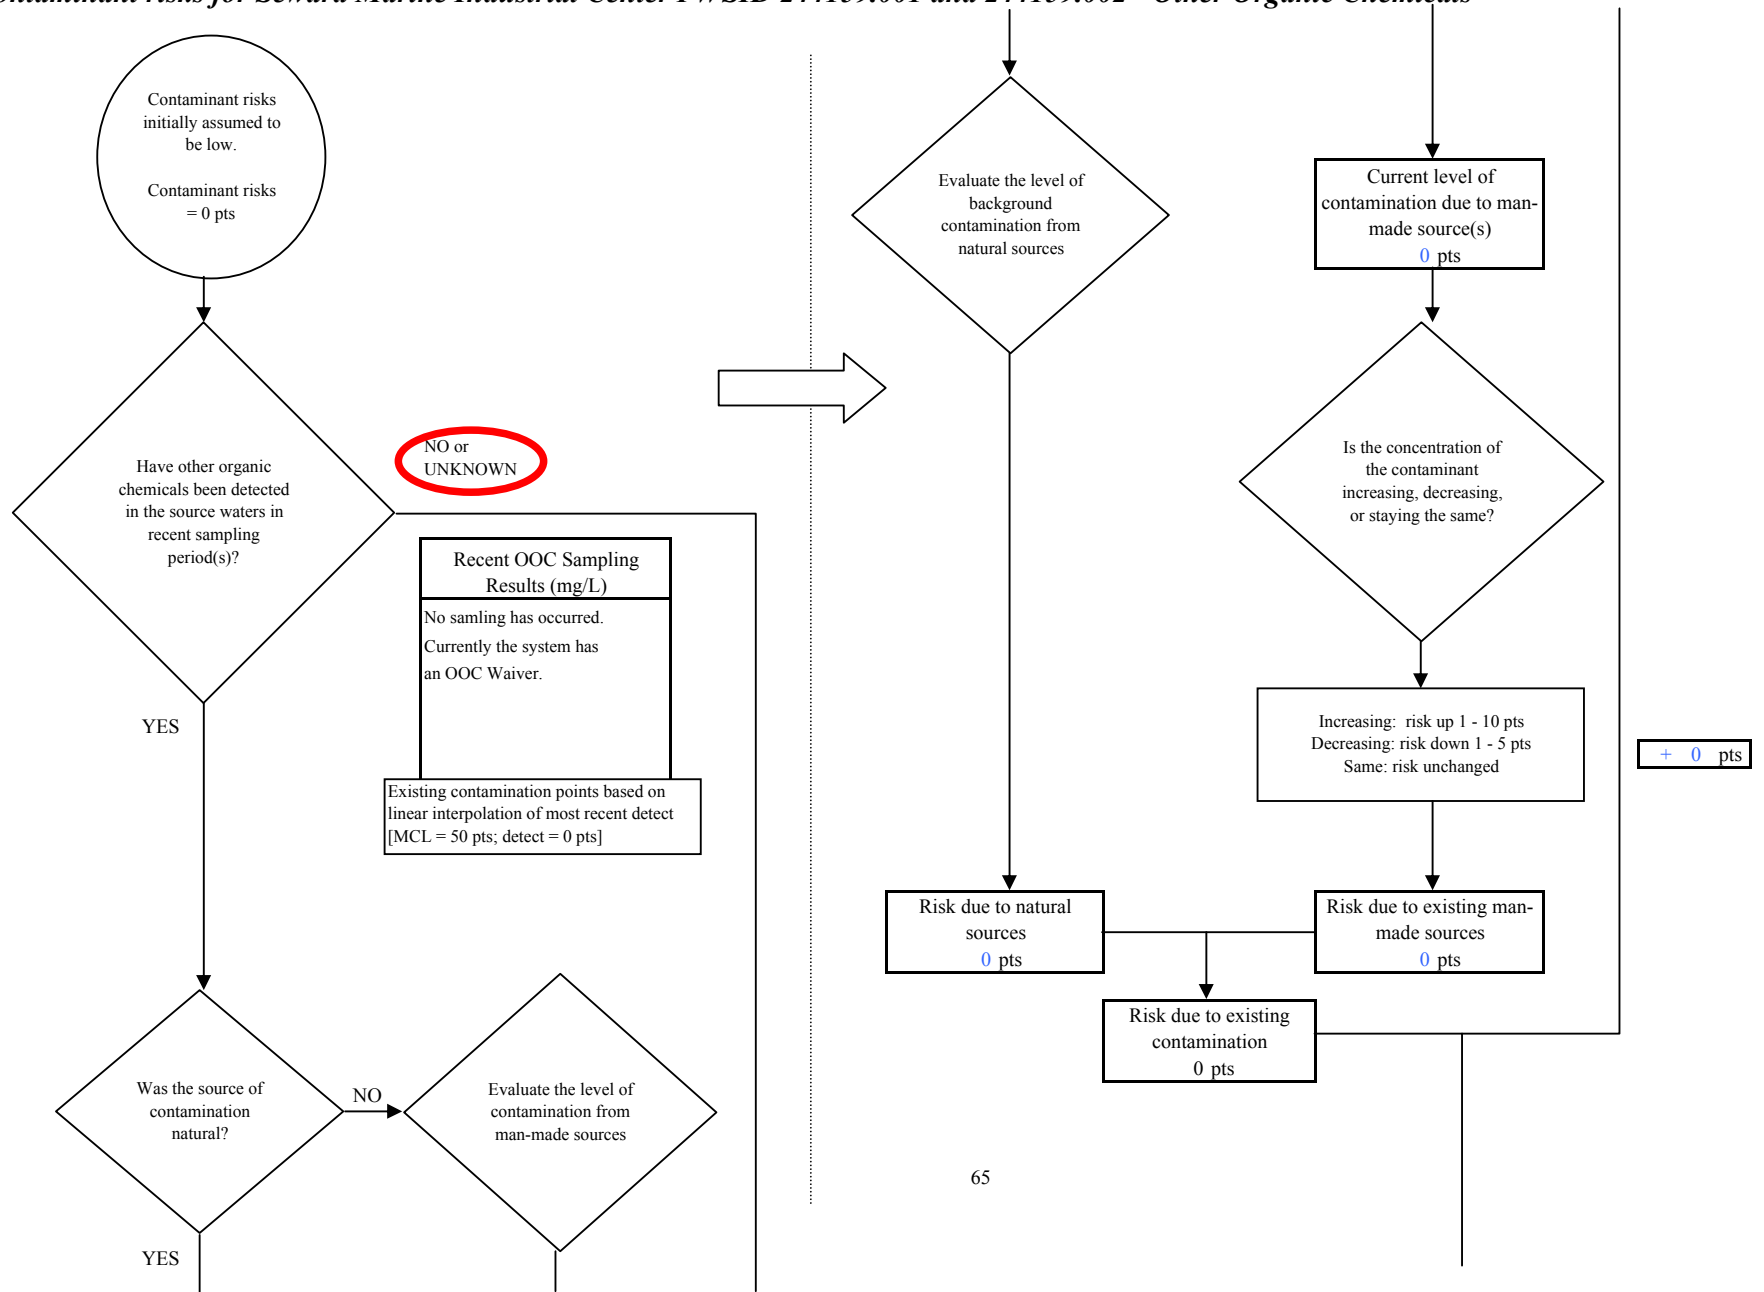 Contaminant risks
initially assumed to
be low.
Contaminant risks
= 0 pts
Have other organic
chemicals been detected
in the source waters in
recent sampling
period(s)?
NO or
UNKNOWN
Recent OOC Sampling
Results (mg/L)
No samling has occurred.
Currently the system has
an OOC Waiver.
Existing contamination points based on
linear interpolation of most recent detect
[MCL = 50 pts; detect = 0 pts]
YES
Was the source of
contamination
natural?
NO
Evaluate the level of
contamination from
man-made sources
YES
Evaluate the level of
background
contamination from
natural sources
Current level of
contamination due to man-
made source(s)
0 pts
Is the concentration of
the contaminant
increasing, decreasing,
or staying the same?
Increasing: risk up 1 - 10 pts
Decreasing: risk down 1 - 5 pts
Same: risk unchanged
+ 0 pts
Risk due to natural
sources
0 pts
Risk due to existing man-
made sources
0 pts
Risk due to existing
contamination
0 pts
65